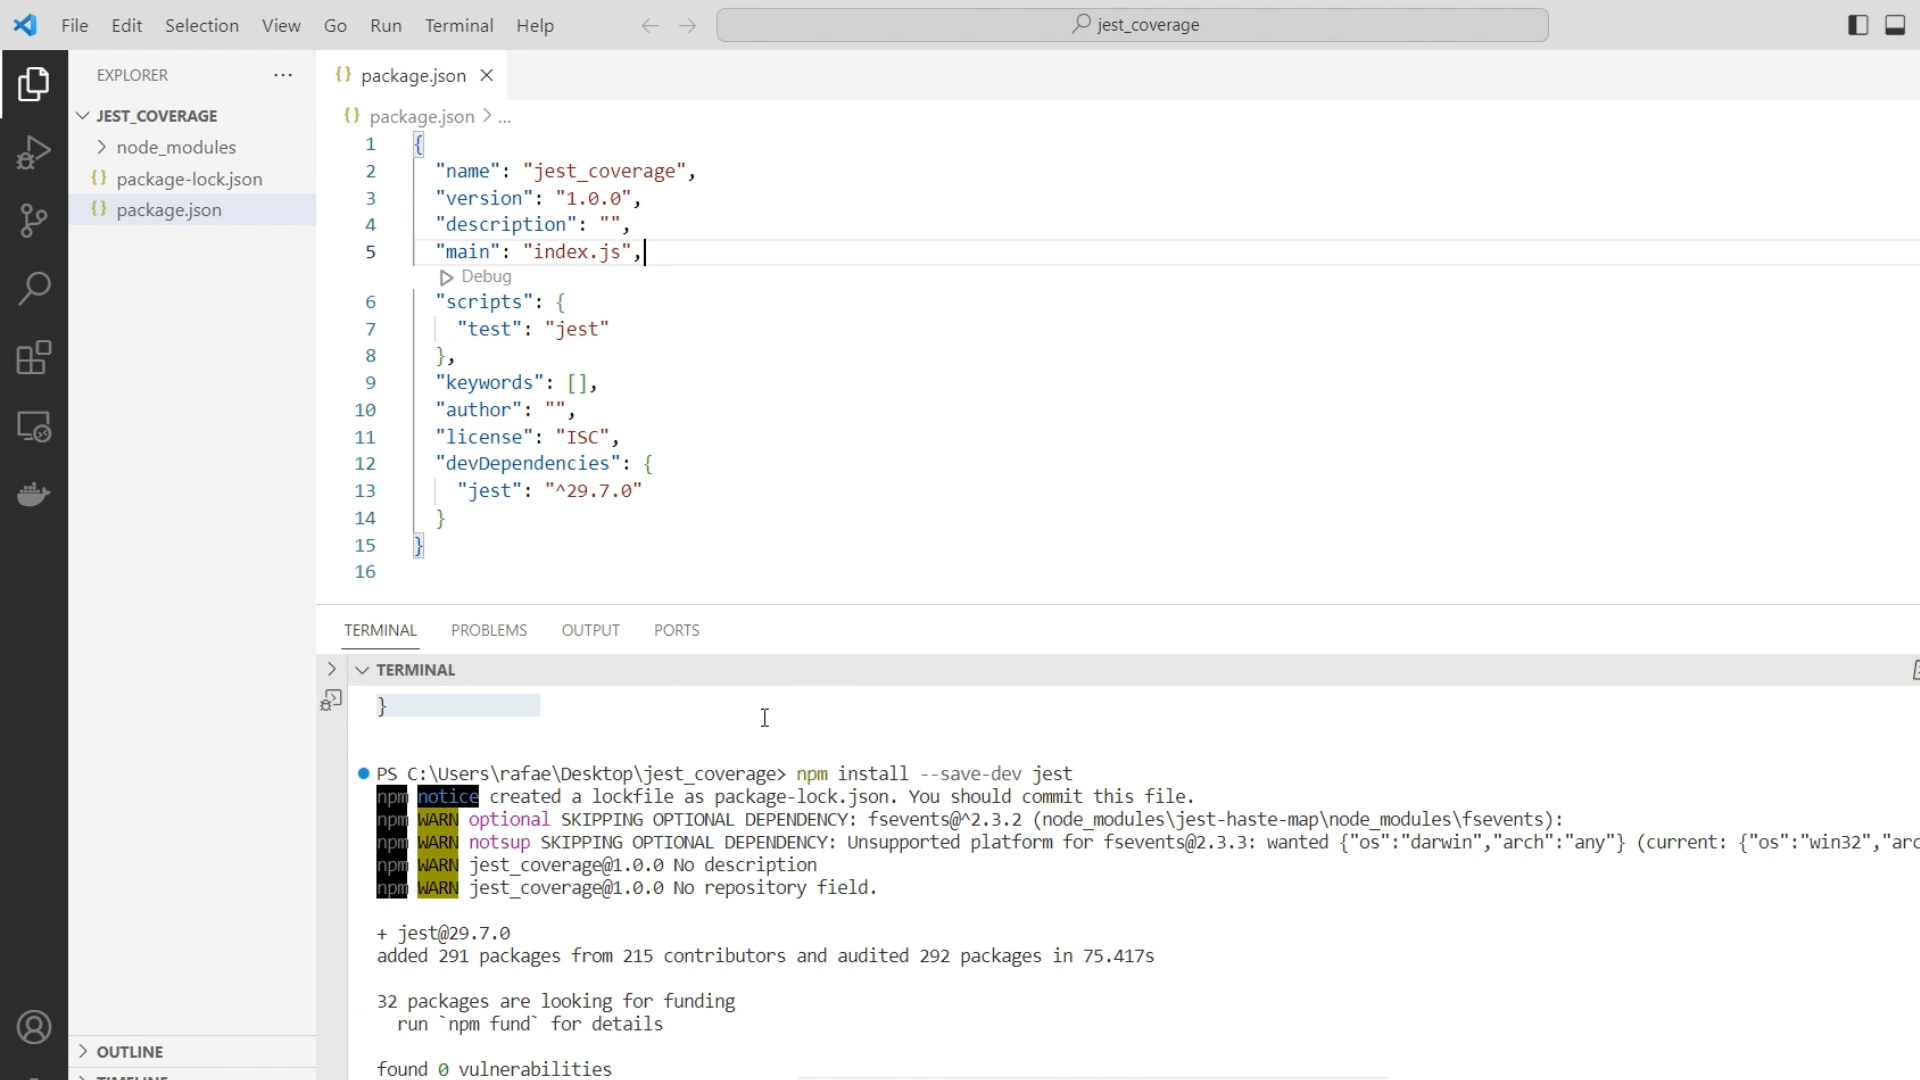 File Edit Selection View Go Run Terminal Help
jest_coverage
EXPLORER
JEST_COVERAGE
node_modules
{} package-lock.json
{} package.json
OUTLINE
{} package.json
{} package.json > ...
1 {
2 "name": "jest_coverage",
3 "version": "1.0.0",
4 "description": "",
5 "main": "index.js",
Debug
6 "scripts": {
7 "test": "jest"
8 },
9 "keywords": [],
10 "author": "",
11 "license": "ISC",
12 "devDependencies": {
13 "jest": "^29.7.0"
14 }
15 }
16
TERMINAL PROBLEMS OUTPUT PORTS
TERMINAL
}
PS C:\Users\rafae\Desktop\jest_coverage> npm install --save-dev jest
npm notice created a lockfile as package-lock.json. You should commit this file.
npm WARN optional SKIPPING OPTIONAL DEPENDENCY: fsevents@^2.3.2 (node_modules\jest-haste-map\node_modules\fsevents):
npm WARN notsup SKIPPING OPTIONAL DEPENDENCY: Unsupported platform for fsevents@2.3.3: wanted {"os":"darwin","arch":"any"} (current: {"os":"win32","arc
npm WARN jest_coverage@1.0.0 No description
npm WARN jest_coverage@1.0.0 No repository field.
+ jest@29.7.0
added 291 packages from 215 contributors and audited 292 packages in 75.417s
32 packages are looking for funding
run `npm fund` for details
found 0 vulnerabilities